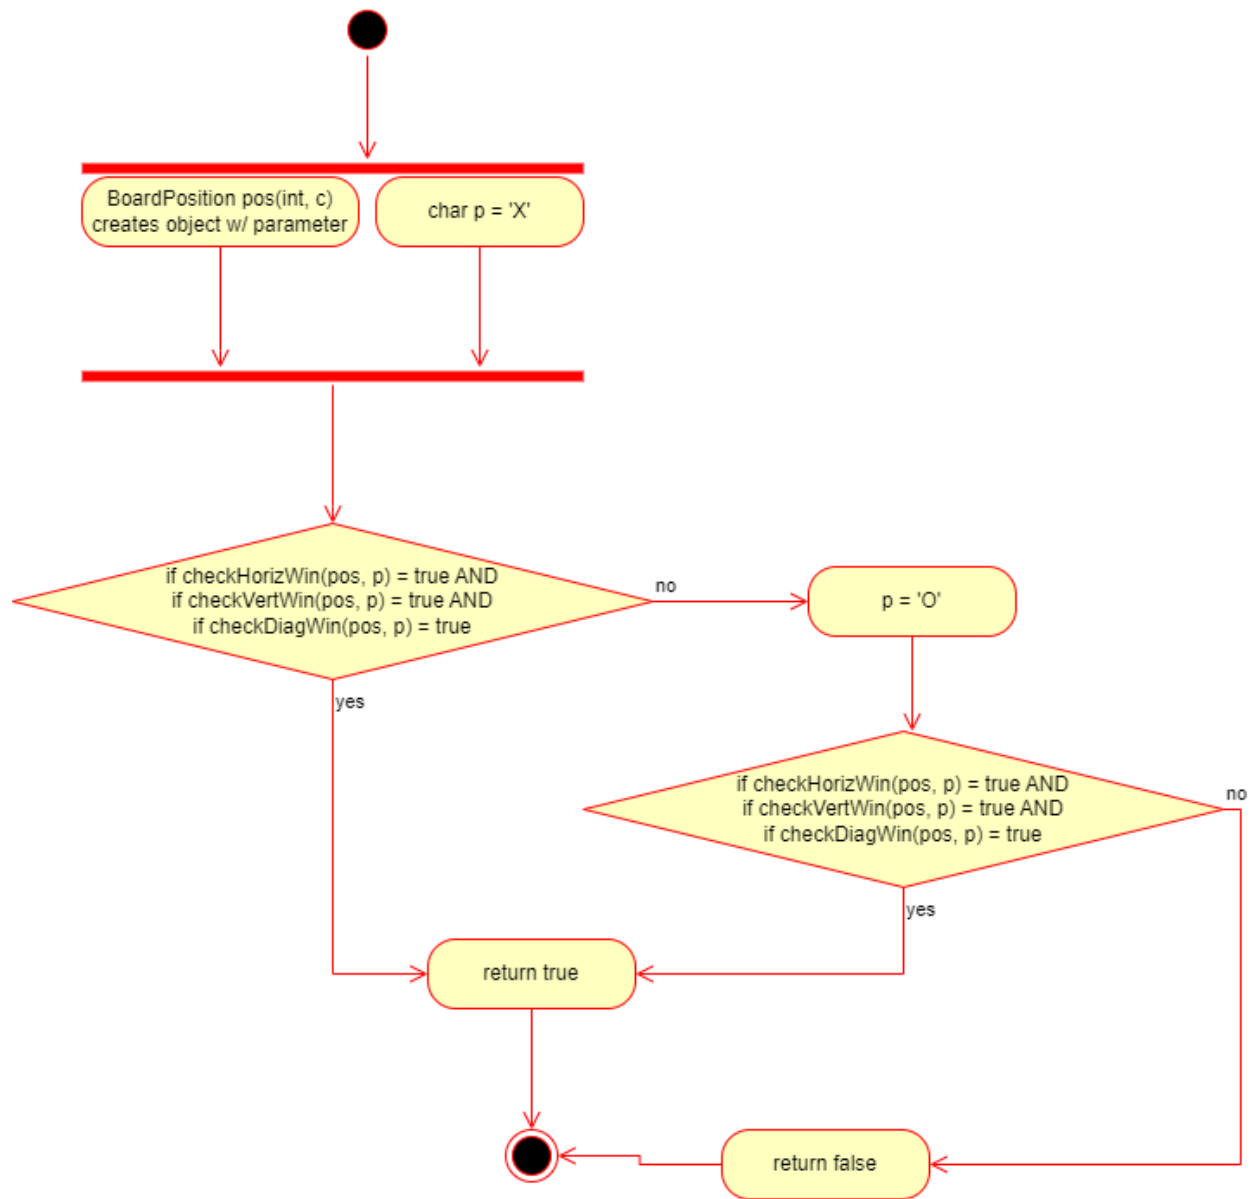 BoardPosition pos(int, c)
creates object w/ parameter
char p = 'X'
if checkHorizWin(pos, p) = true AND
if checkVertWin(pos, p) = true AND
if checkDiagWin(pos, p) = true
no
p = 'O'
yes
if checkHorizWin(pos, p) = true AND
if checkVertWin(pos, p) = true AND
if checkDiagWin(pos, p) = true
no
yes
return true
return false